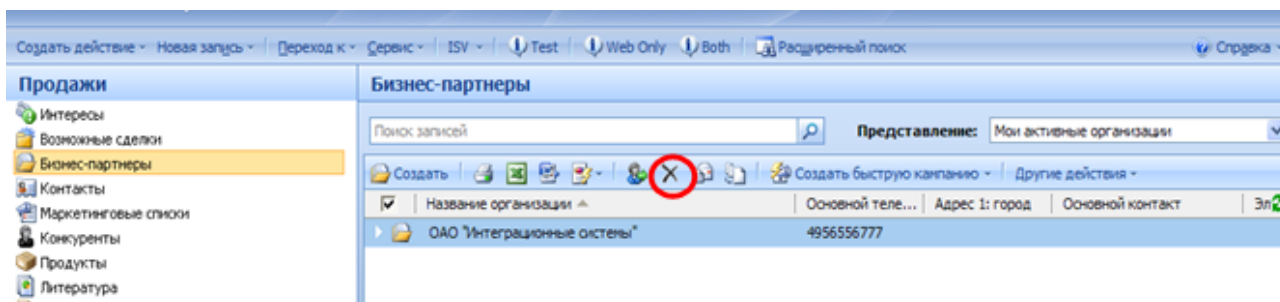 Создать действие Новая запись Переход к Сервис ISV Test Web Only Both Расширенный поиск Справка
Продажи
Бизнес-партнеры
Интересы
Возможные сделки
Бизнес-партнеры
Контакты
Маркетинговые списки
Конкуренты
Продукты
Литература
Поиск записей
Представление: Мои активные организации
Создать Создать быструю кампанию Другие действия
Название организации Основной теле... Адрес 1: город Основной контакт Эл
ОАО "Интеграционные системы" 4956556777